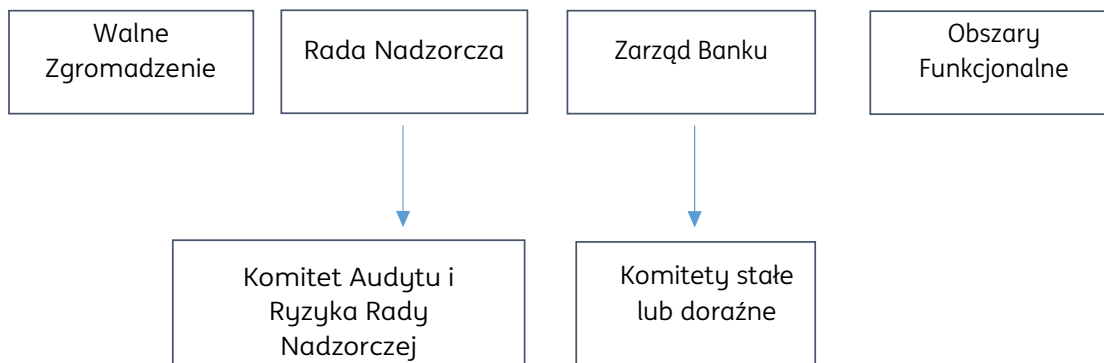 Walne
Zgromadzenie
Rada Nadzorcza
Zarząd Banku
Obszary
Funkcjonalne
Komitet Audytu i
Ryzyka Rady
Nadzorczej
Komitety stałe
lub doraźne